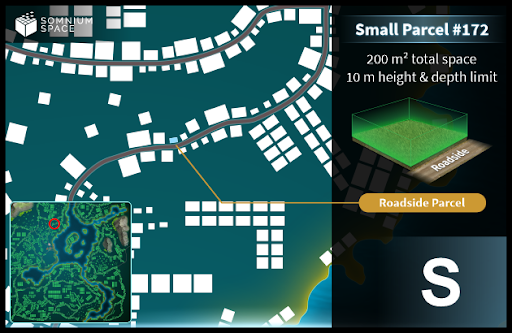 SOMNIUM
SPACE
Small Parcel #172
200 m² total space
10 m height & depth limit
Roadside
Roadside Parcel
S